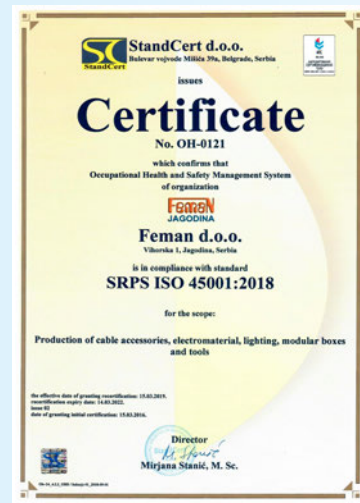 SC
StandCert
StandCert d.o.o.
Bulevar vojvode Mišića 39a, Belgrade, Serbia
issues
Certificate
No. OH-0121
which confirms that
Occupational Health and Safety Management System
of organization
FEMAN
JAGODINA
Feman d.o.o.
Vihorska 1, Jagodina, Serbia
is in compliance with standard
SRPS ISO 45001:2018
for the scope:
Production of cable accessories, electromaterial, lighting, modular boxes
and tools
the effective date of granting recertification: 15.03.2019.
recertification expiry date: 14.03.2022.
issue 02
date of granting initial certification: 15.03.2016.
Director
Mirjana Stanić, M. Sc.